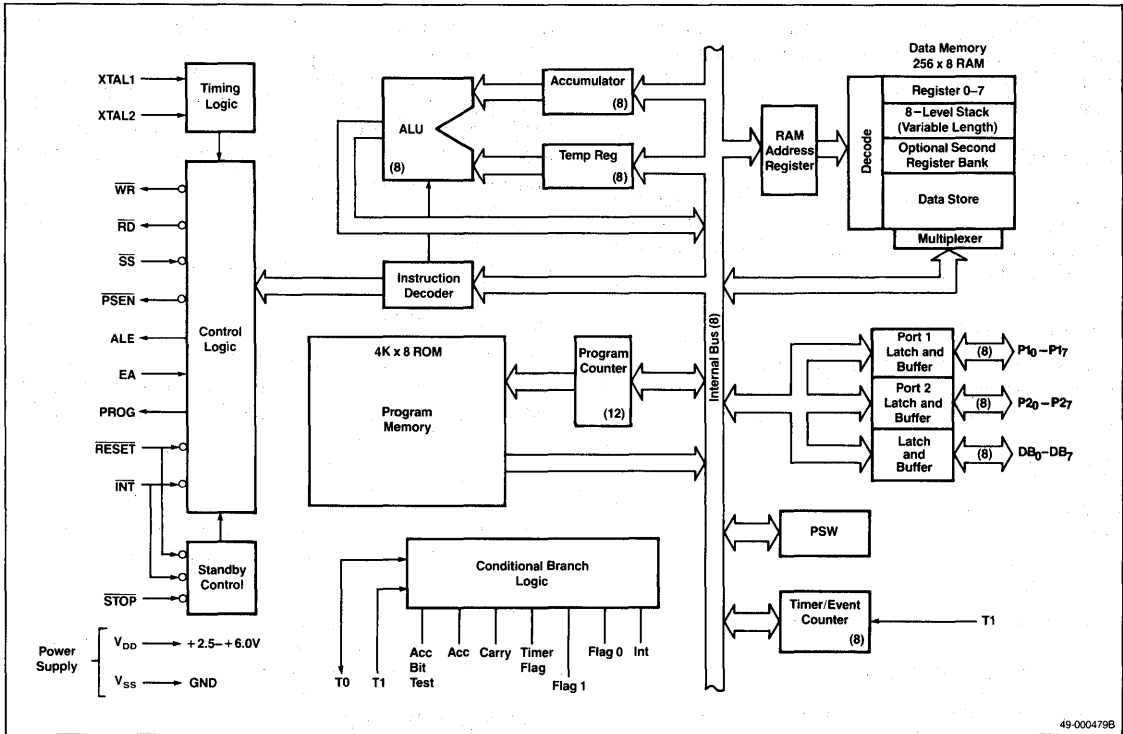 XTAL1
XTAL2
Timing
Logic
WR
RD
SS
PSEN
ALE
EA
PROG
RESET
INT
STOP
Control
Logic
Standby
Control
Power
Supply
VDD
+2.5–+6.0V
VSS
GND
ALU
(8)
Accumulator
(8)
Temp Reg
(8)
Instruction
Decoder
4K x 8 ROM
Program
Memory
Program
Counter
(12)
Conditional Branch
Logic
T0
T1
Acc
Bit
Test
Acc
Carry
Timer
Flag
Flag 1
Flag 0
Int
Internal Bus (8)
RAM
Address
Register
Data Memory
256 x 8 RAM
Decode
Register 0–7
8–Level Stack
(Variable Length)
Optional Second
Register Bank
Data Store
Multiplexer
Port 1
Latch and
Buffer
(8)
P10–P17
Port 2
Latch and
Buffer
(8)
P20–P27
Latch
and
Buffer
(8)
DB0–DB7
PSW
Timer/Event
Counter
(8)
T1
49-000479B